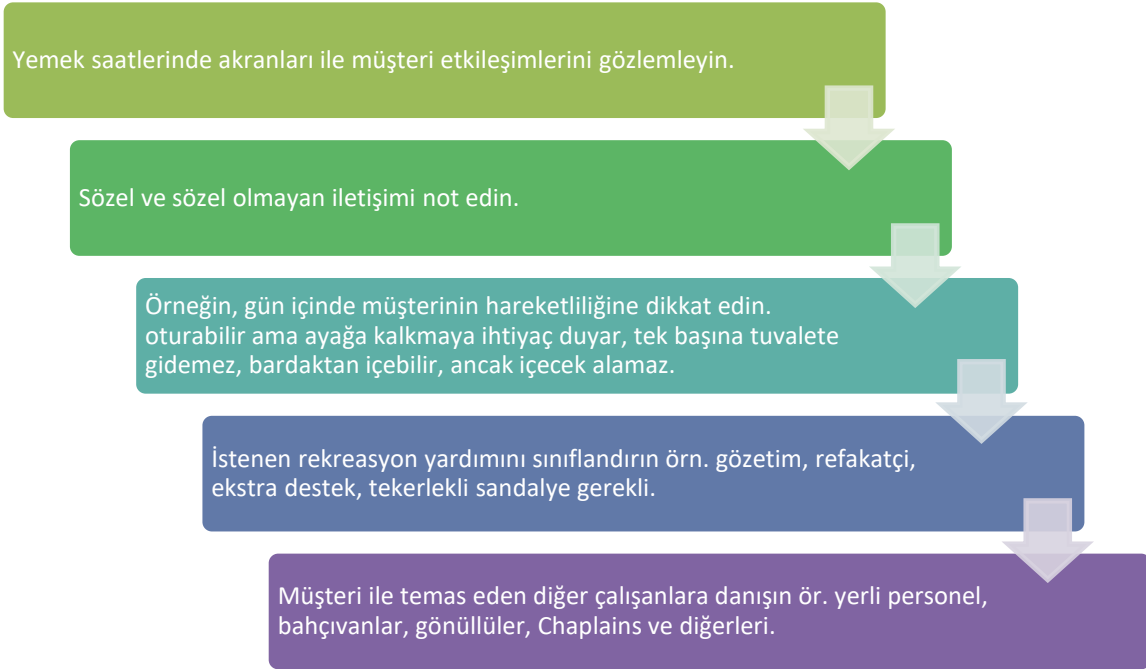 Yemek saatlerinde akranları ile müşteri etkileşimlerini gözlemleyin.
Sözel ve sözel olmayan iletişimi not edin.
Örneğin, gün içinde müşterinin hareketliliğine dikkat edin.
oturabilir ama ayağa kalkmaya ihtiyaç duyar, tek başına tuvalete
gidemez, bardaktan içebilir, ancak içecek alamaz.
İstenen rekreasyon yardımını sınıflandırın örn. gözetim, refakatçi,
ekstra destek, tekerlekli sandalye gerekli.
Müşteri ile temas eden diğer çalışanlara danışın ör. yerli personel,
bahçıvanlar, gönüllüler, Chaplains ve diğerleri.